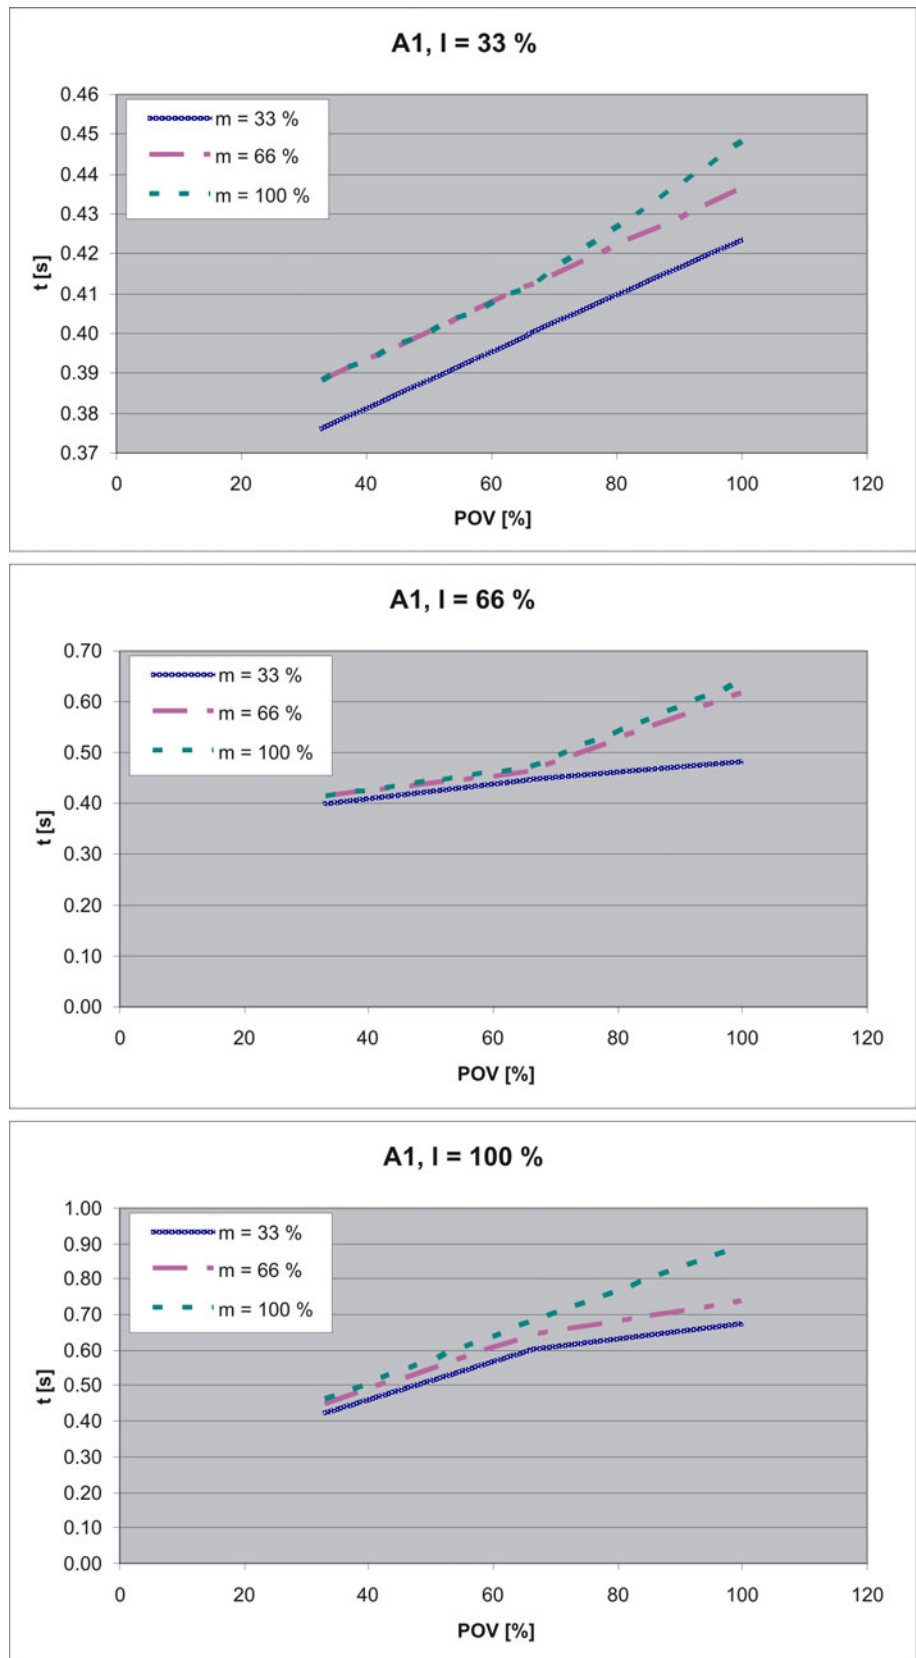 A1, l = 33 %
0.46
0.45
0.44
0.43
0.42
0.41
0.40
0.39
0.38
0.37
t [s]
m = 33 %
m = 66 %
m = 100 %
0 20 40 60 80 100 120
POV [%]
A1, l = 66 %
0.70
0.60
0.50
0.40
0.30
0.20
0.10
0.00
t [s]
m = 33 %
m = 66 %
m = 100 %
0 20 40 60 80 100 120
POV [%]
A1, l = 100 %
1.00
0.90
0.80
0.70
0.60
0.50
0.40
0.30
0.20
0.10
0.00
t [s]
m = 33 %
m = 66 %
m = 100 %
0 20 40 60 80 100 120
POV [%]